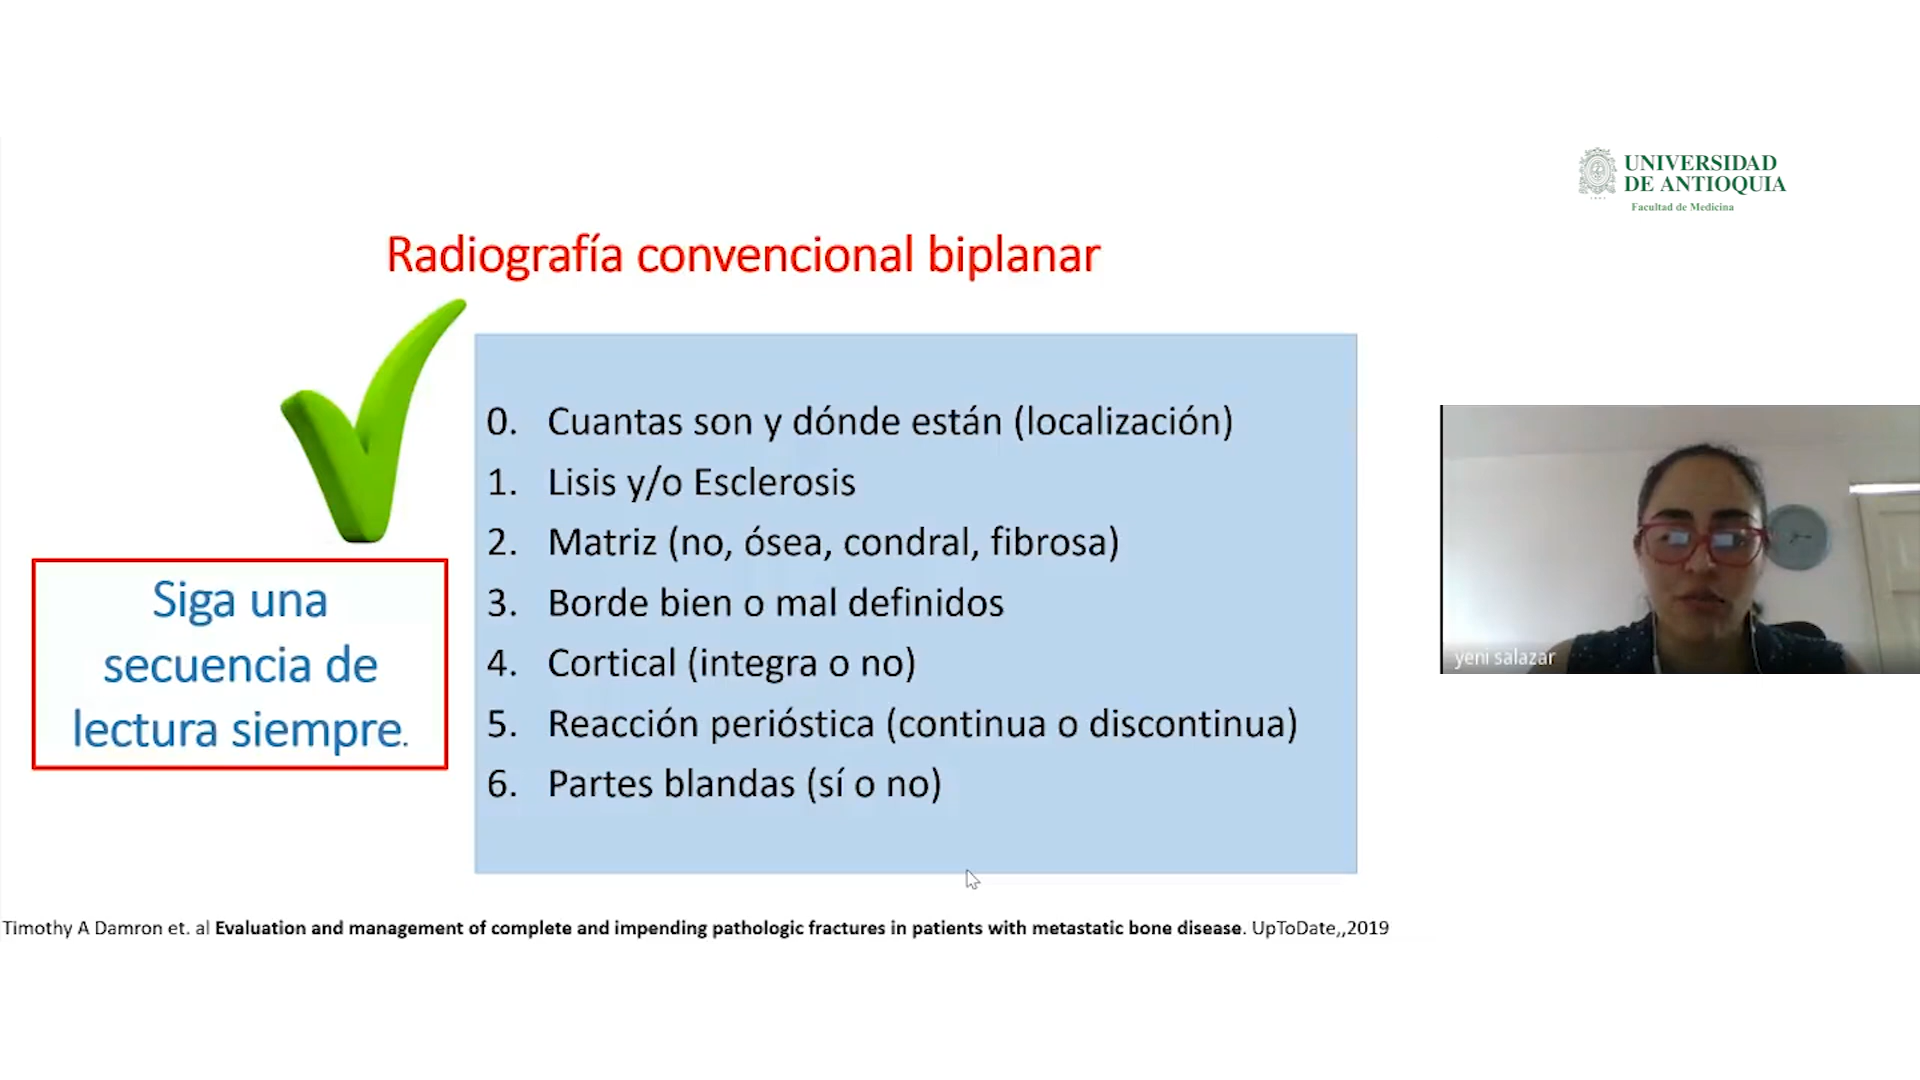 UNIVERSIDAD
DE ANTIOQUIA
Facultad de Medicina
Radiografía convencional biplanar
0. Cuantas son y dónde están (localización)
1. Lisis y/o Esclerosis
2. Matriz (no, ósea, condral, fibrosa)
3. Borde bien o mal definidos
4. Cortical (integra o no)
5. Reacción perióstica (continua o discontinua)
6. Partes blandas (sí o no)
Siga una
secuencia de
lectura siempre.
yeni salazar
Timothy A Damron et. al Evaluation and management of complete and impending pathologic fractures in patients with metastatic bone disease. UpToDate,,2019